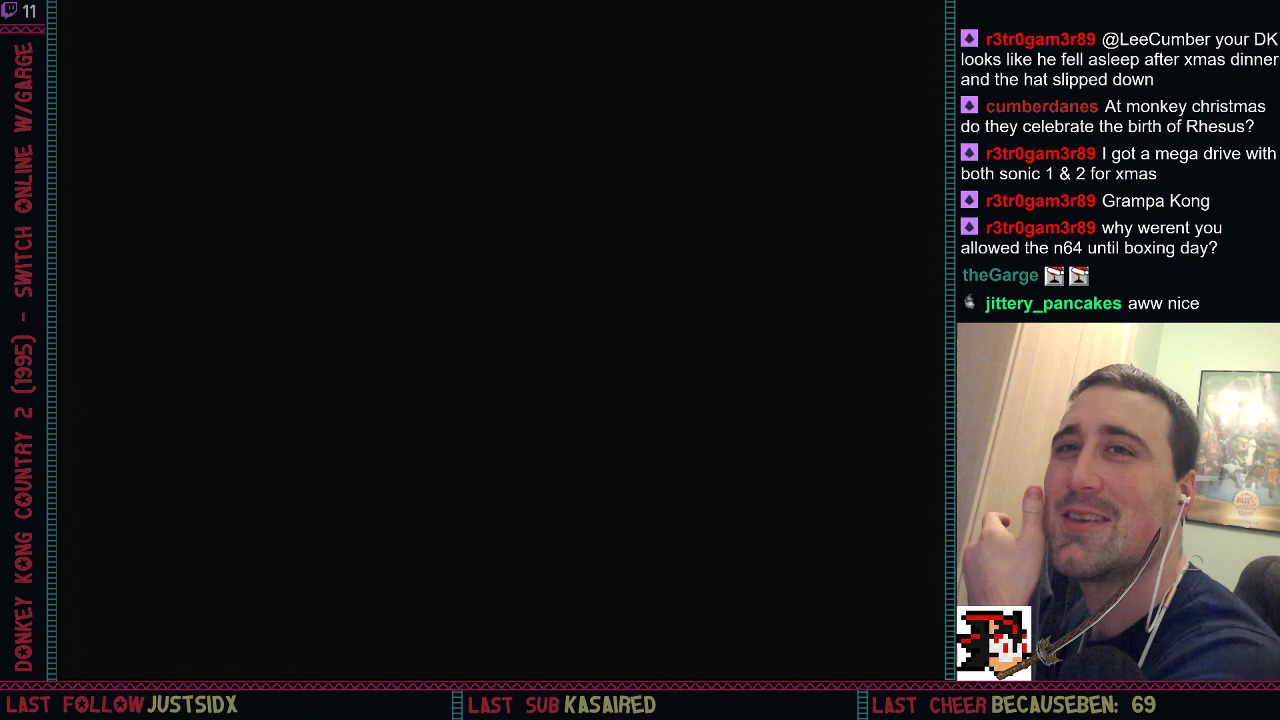 11
DONKEY KONG COUNTRY 2 (1995) - SWITCH ONLINE W/GARGE
r3tr0gam3r89 @LeeCumber your DK
looks like he fell asleep after xmas dinner
and the hat slipped down
cumberdanes At monkey christmas
do they celebrate the birth of Rhesus?
r3tr0gam3r89 I got a mega drive with
both sonic 1 & 2 for xmas
r3tr0gam3r89 Grampa Kong
r3tr0gam3r89 why werent you
allowed the n64 until boxing day?
theGarge
jittery_pancakes aww nice
LAST FOLLOW JUSTSIDX
LAST SUB KASAIRED
LAST CHEER BECAUSEBEN: 69